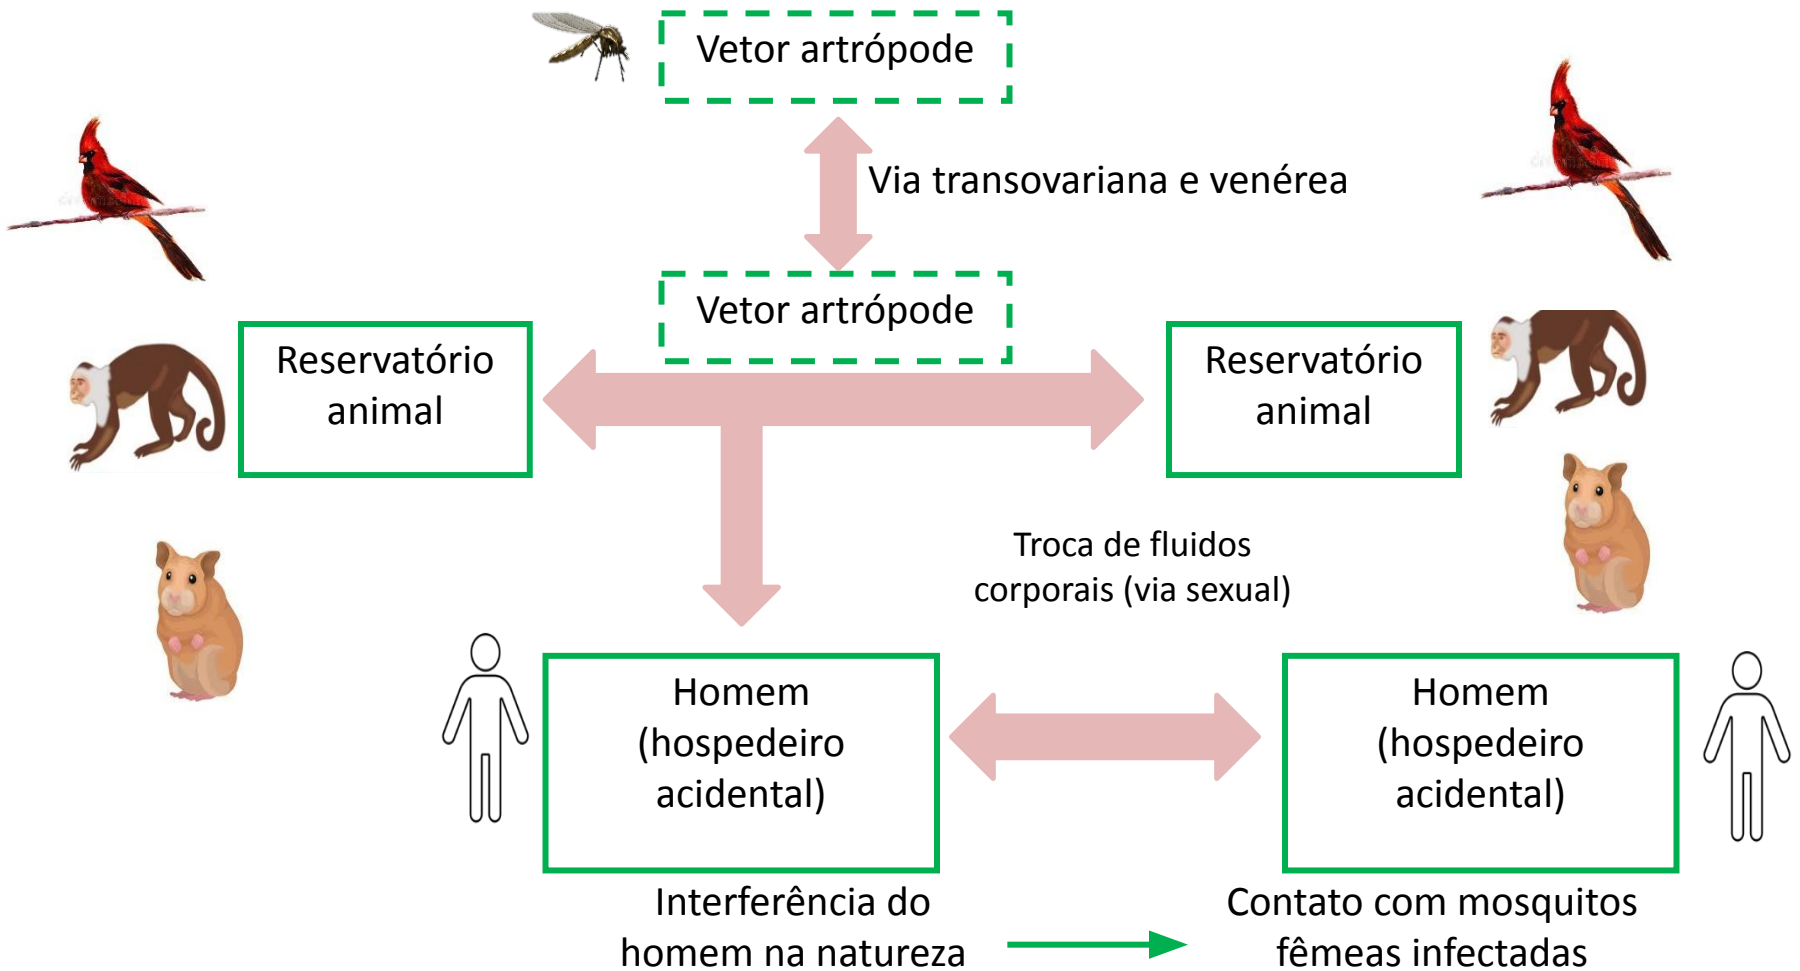 Vetor artrópode
Via transovariana e venérea
Vetor artrópode
Reservatório
animal
Reservatório
animal
Troca de fluidos
corporais (via sexual)
Homem
(hospedeiro
acidental)
Homem
(hospedeiro
acidental)
Interferência do
homem na natureza
Contato com mosquitos
fêmeas infectadas